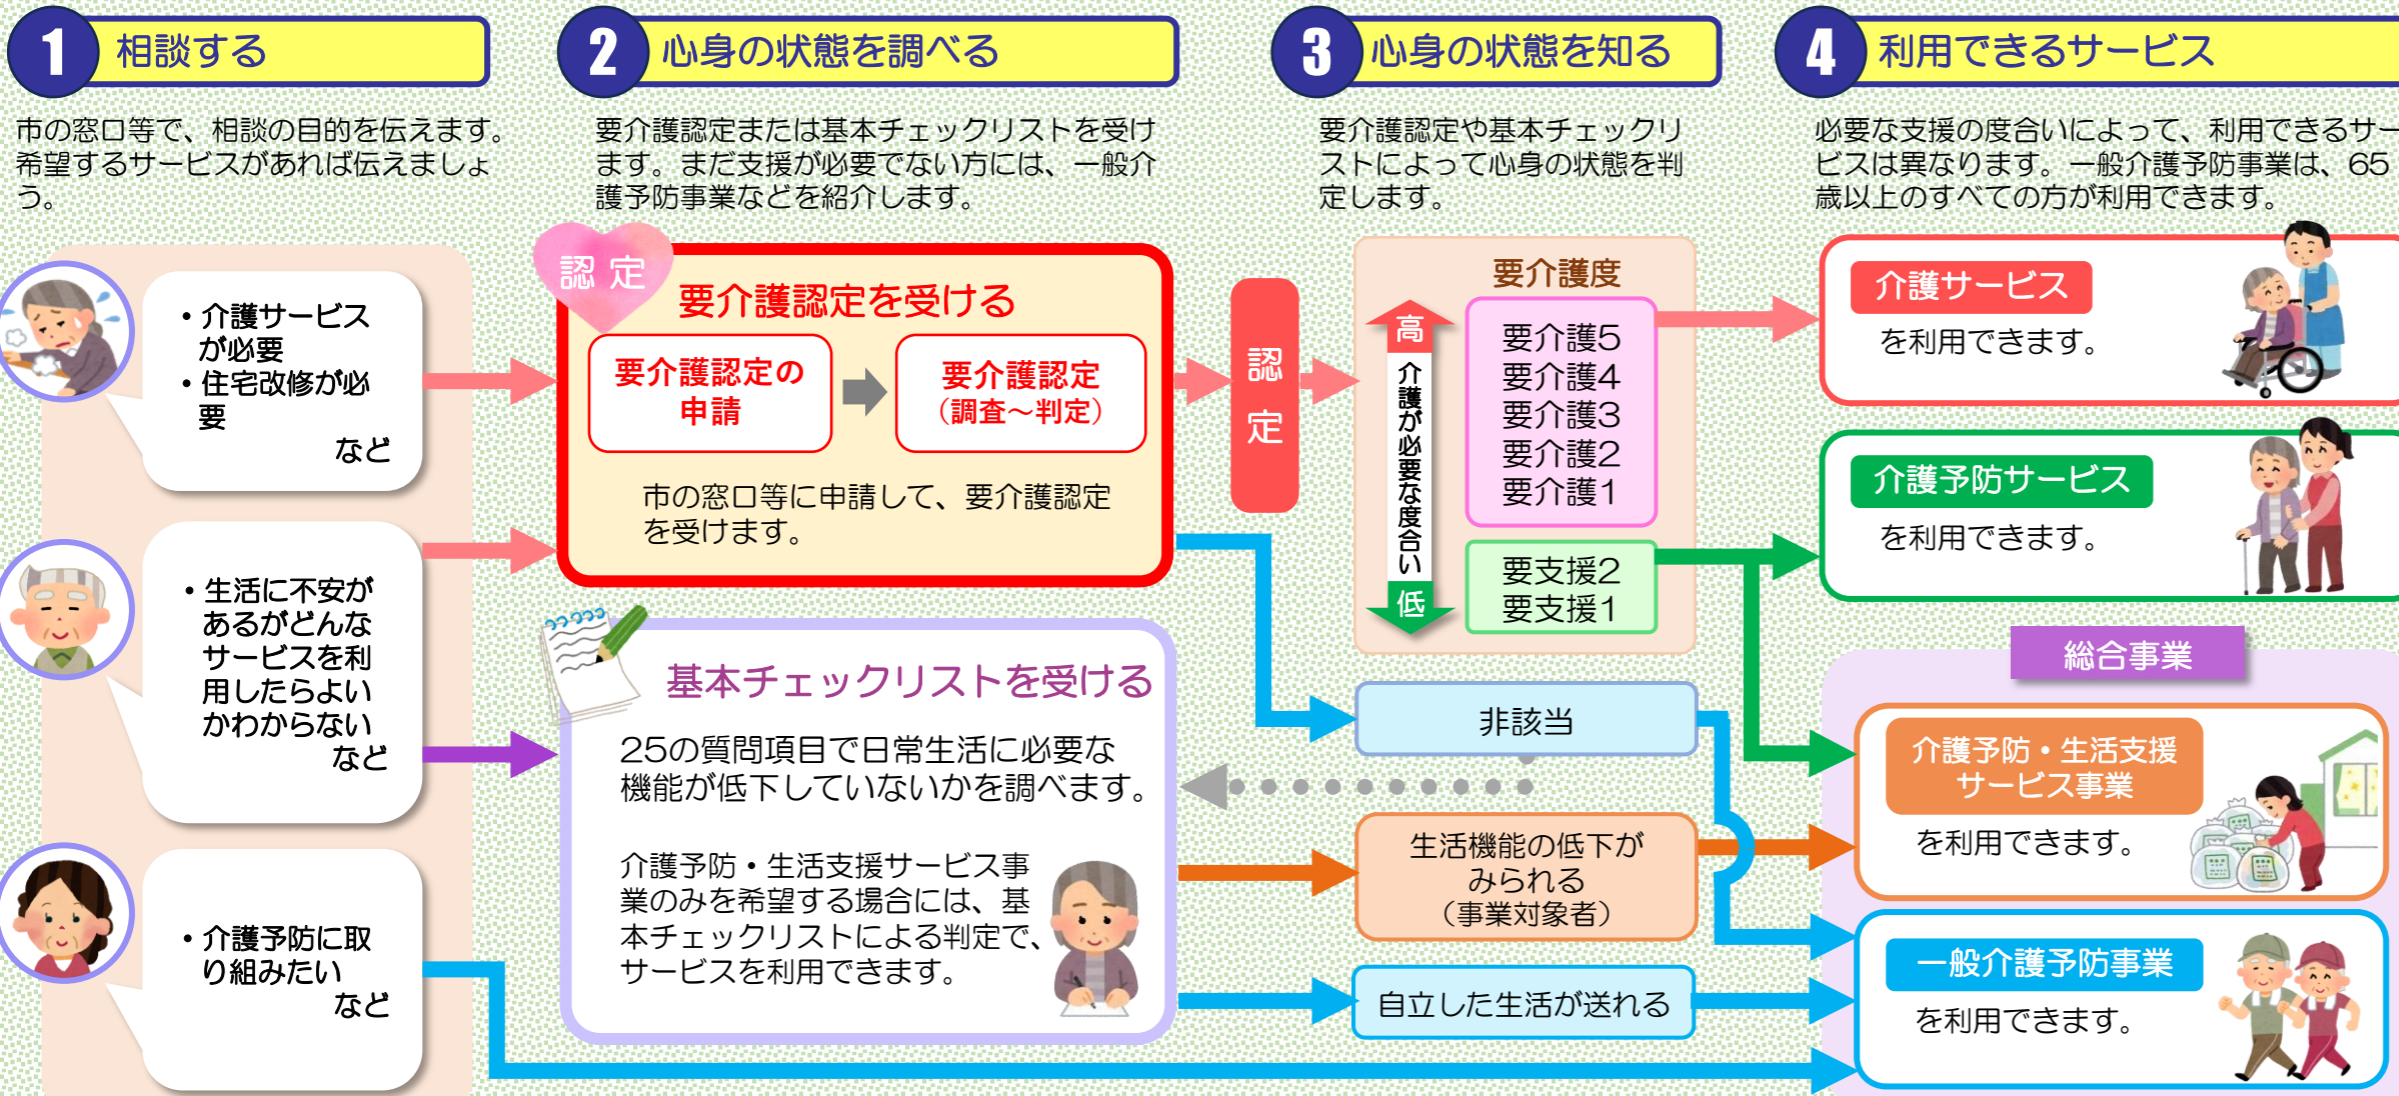 1 相談する
市の窓口等で、相談の目的を伝えます。
希望するサービスがあれば伝えましょ
う。
・介護サービス
が必要
・住宅改修が必
要
など
・生活に不安が
あるがどんな
サービスを利
用したらよい
かわからない
など
・介護予防に取
り組みたい
など
2 心身の状態を調べる
要介護認定または基本チェックリストを受け
ます。まだ支援が必要でない方には、一般介
護予防事業などを紹介します。
認定
要介護認定を受ける
要介護認定の
申請
要介護認定
（調査～判定）
市の窓口等に申請して、要介護認定
を受けます。
基本チェックリストを受ける
25の質問項目で日常生活に必要な
機能が低下していないかを調べます。
介護予防・生活支援サービス事
業のみを希望する場合には、基
本チェックリストによる判定で、
サービスを利用できます。
認定
3 心身の状態を知る
要介護認定や基本チェックリ
ストによって心身の状態を判
定します。
要介護度
高
介護が必要な度合い
低
要介護5
要介護4
要介護3
要介護2
要介護1
要支援2
要支援1
非該当
生活機能の低下が
みられる
（事業対象者）
自立した生活が送れる
4 利用できるサービス
必要な支援の度合いによって、利用できるサー
ビスは異なります。一般介護予防事業は、65
歳以上のすべての方が利用できます。
介護サービス
を利用できます。
介護予防サービス
を利用できます。
総合事業
介護予防・生活支援
サービス事業
を利用できます。
一般介護予防事業
を利用できます。